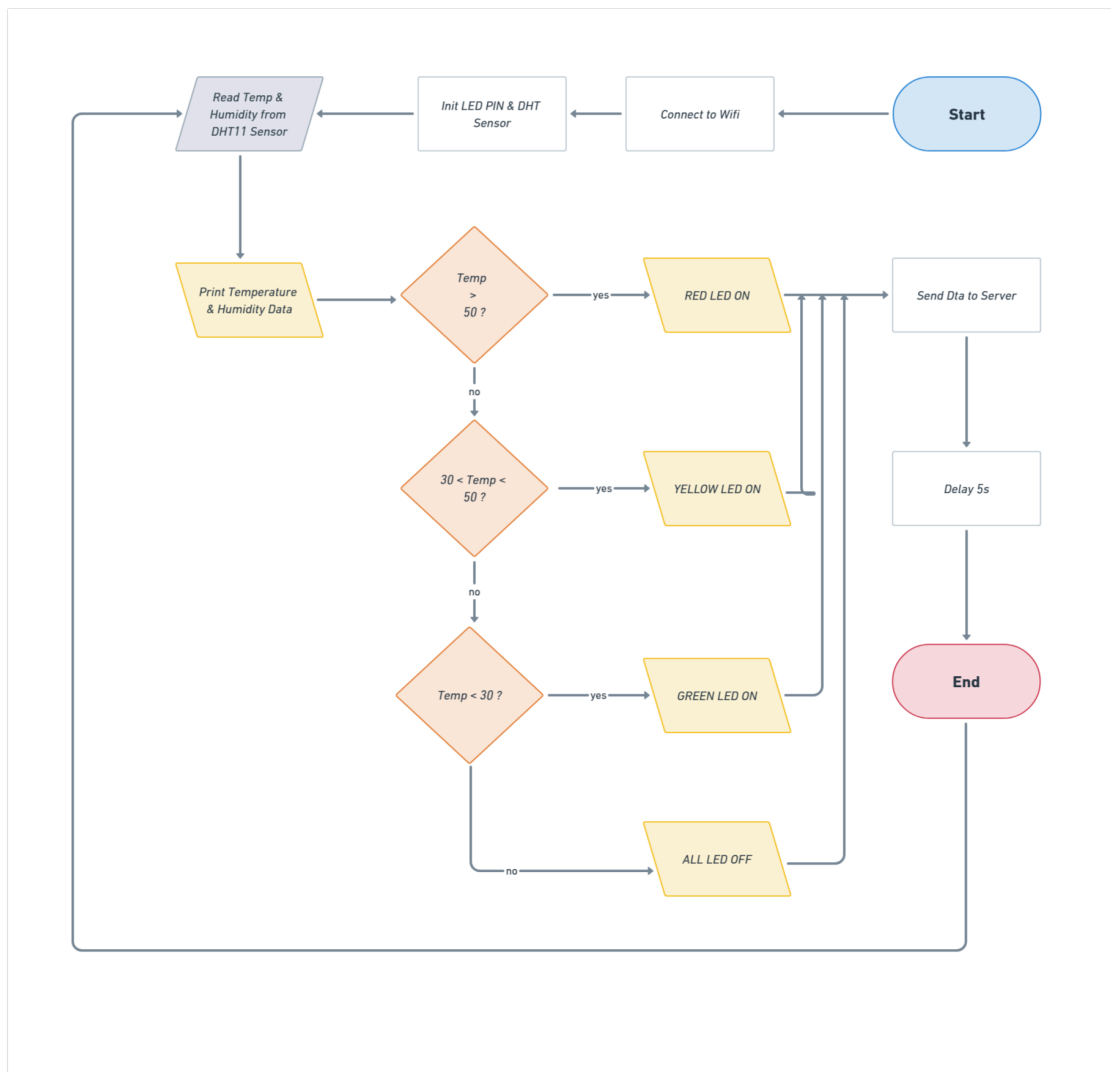 Start
Connect to Wifi
Init LED PIN & DHT
Sensor
Read Temp &
Humidity from
DHT11 Sensor
Print Temperature
& Humidity Data
Temp
>
50 ?
yes
RED LED ON
Send Dta to Server
no
30 < Temp <
50 ?
yes
YELLOW LED ON
Delay 5s
no
Temp < 30 ?
yes
GREEN LED ON
End
no
ALL LED OFF